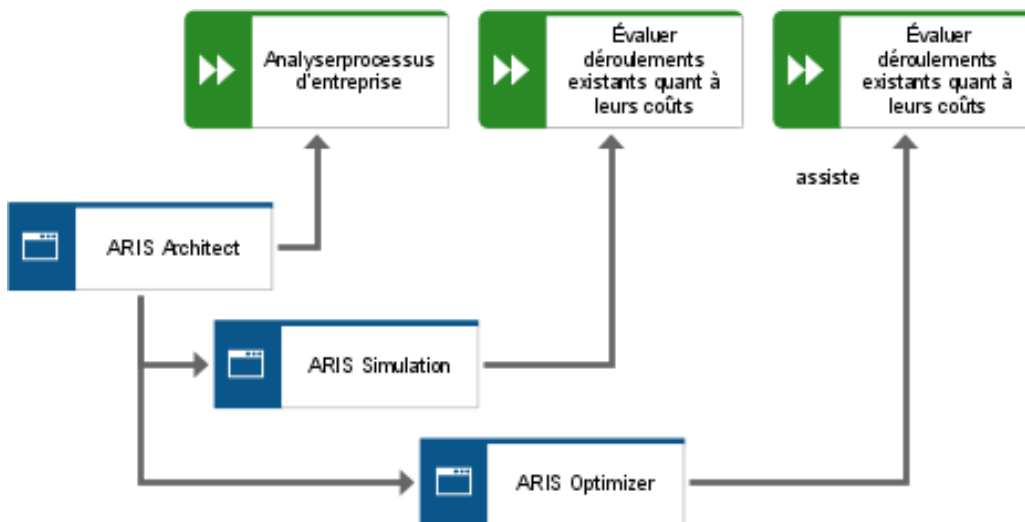 Analyserprocessus
d'entreprise
Évaluer
déroulements
existants quant à
leurs coûts
Évaluer
déroulements
existants quant à
leurs coûts
assiste
ARIS Architect
ARIS Simulation
ARIS Optimizer